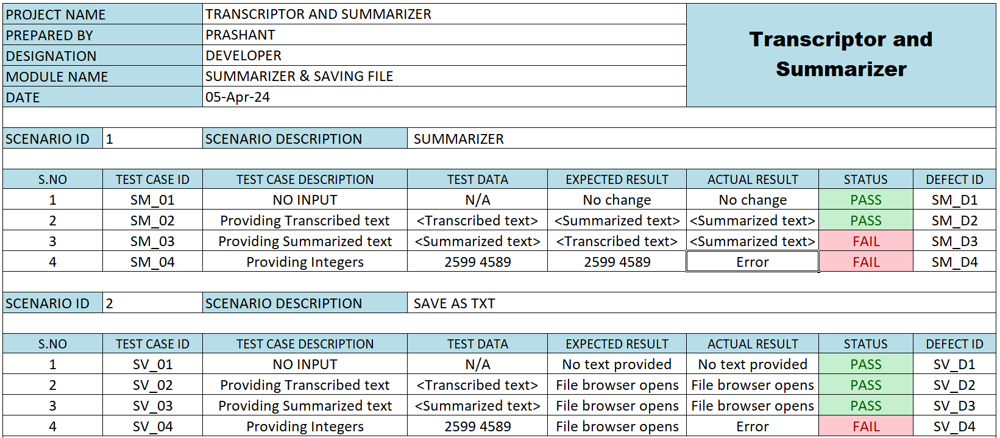 PROJECT NAME TRANSCRIPTOR AND SUMMARIZER
PREPARED BY PRASHANT
DESIGNATION DEVELOPER
MODULE NAME SUMMARIZER & SAVING FILE
DATE 05-Apr-24
Transcriptor and
Summarizer
SCENARIO ID 1 SCENARIO DESCRIPTION SUMMARIZER
S.NO TEST CASE ID TEST CASE DESCRIPTION TEST DATA EXPECTED RESULT ACTUAL RESULT STATUS DEFECT ID
1 SM_01 NO INPUT N/A No change No change PASS SM_D1
2 SM_02 Providing Transcribed text <Transcribed text> <Summarized text> <Summarized text> PASS SM_D2
3 SM_03 Providing Summarized text <Summarized text> <Transcribed text> <Summarized text> FAIL SM_D3
4 SM_04 Providing Integers 2599 4589 2599 4589 Error FAIL SM_D4
SCENARIO ID 2 SCENARIO DESCRIPTION SAVE AS TXT
S.NO TEST CASE ID TEST CASE DESCRIPTION TEST DATA EXPECTED RESULT ACTUAL RESULT STATUS DEFECT ID
1 SV_01 NO INPUT N/A No text provided No text provided PASS SV_D1
2 SV_02 Providing Transcribed text <Transcribed text> File browser opens File browser opens PASS SV_D2
3 SV_03 Providing Summarized text <Summarized text> File browser opens File browser opens PASS SV_D3
4 SV_04 Providing Integers 2599 4589 File browser opens Error FAIL SV_D4